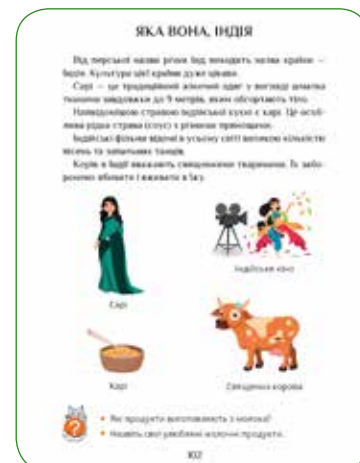 ЯКА ВОНА, ІНДІЯ
Від перської назви річки Інд походить назва країни –
Індія. Культура цієї країни дуже цікава.
Сарі – це традиційний жіночий одяг у вигляді шматка
тканини завдовжки до 9 метрів, яким обгортають тіло.
Найвідомішою стравою індійської кухні є карі. Це особ-
лива рідка страва (соус) з різними прянощами.
Індійські фільми відомі в усьому світі великою кількістю
пісень та запальних танців.
Корів в Індії вважають священними тваринами. Їх забо-
ронено вбивати і вживати в їжу.
Сарі
Індійське кіно
Карі
Священна корова
• Які продукти виготовляють з молока?
• Назвіть свої улюблені молочні продукти.
102